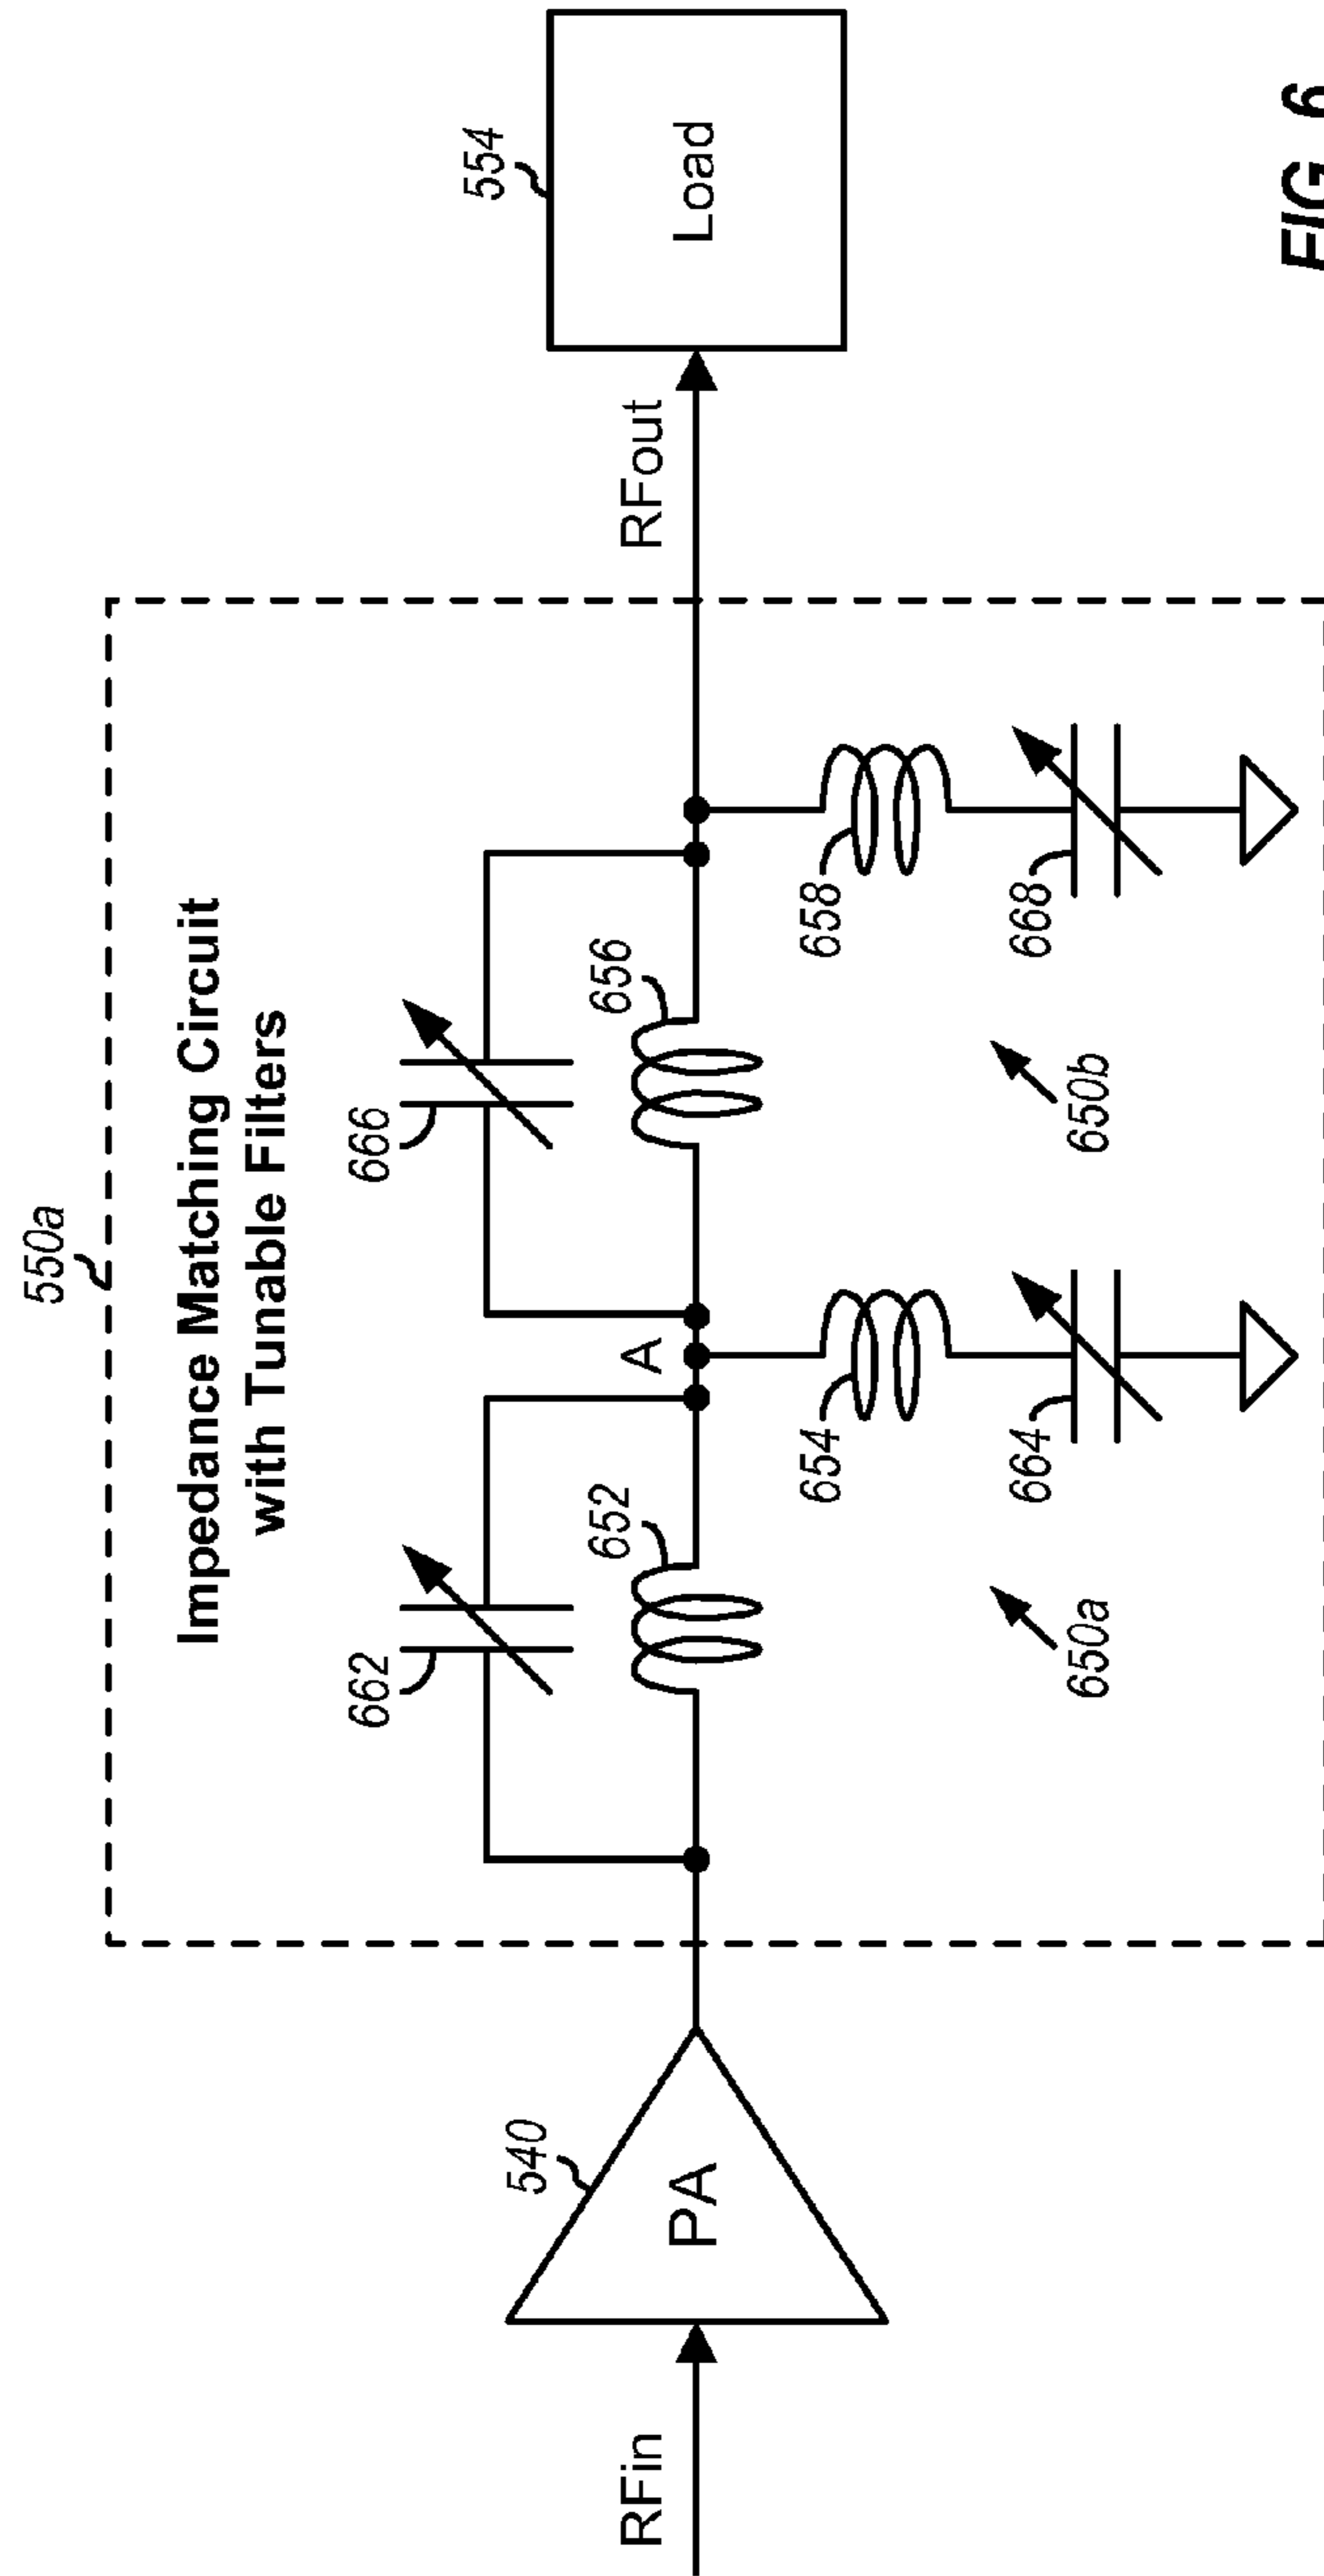 550a
Impedance Matching Circuit
with Tunable Filters
662
666
652
656
540
554
RFin
PA
A
RFout
Load
654
658
664
668
650a
650b
FIG. 6